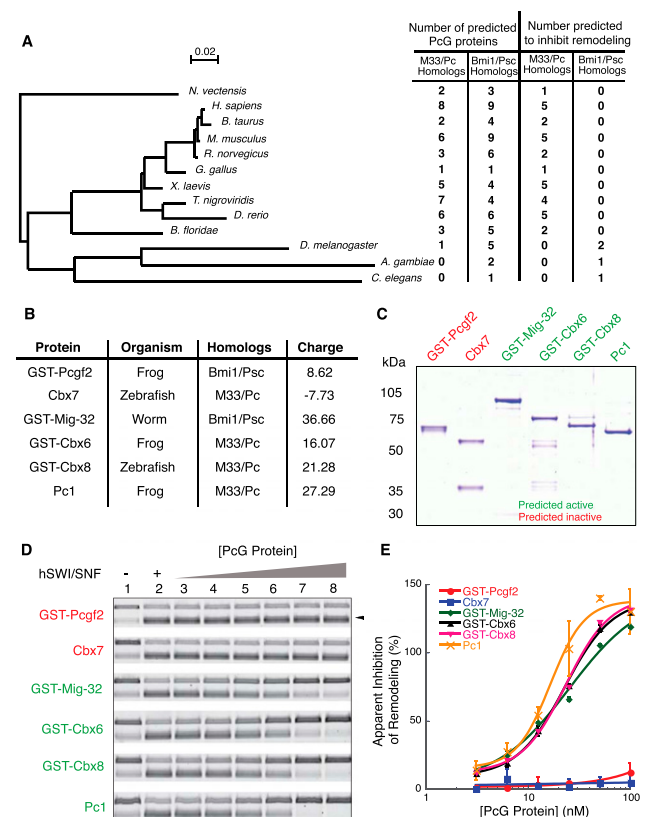 A
0.02
Number of predicted PcG proteins
Number predicted to inhibit remodeling
M33/Pc Homologs
Bmi1/Psc Homologs
M33/Pc Homologs
Bmi1/Psc Homologs
N. vectensis 2 3 1 0
H. sapiens 8 9 5 0
B. taurus 2 4 2 0
M. musculus 6 9 5 0
R. norvegicus 3 6 2 0
G. gallus 1 1 1 0
X. laevis 5 4 5 0
T. nigroviridis 7 4 4 0
D. rerio 6 6 5 0
B. floridae 3 5 2 0
D. melanogaster 1 5 0 2
A. gambiae 0 2 0 1
C. elegans 0 1 0 1
B
Protein Organism Homologs Charge
GST-Pcgf2 Frog Bmi1/Psc 8.62
Cbx7 Zebrafish M33/Pc -7.73
GST-Mig-32 Worm Bmi1/Psc 36.66
GST-Cbx6 Frog M33/Pc 16.07
GST-Cbx8 Zebrafish M33/Pc 21.28
Pc1 Frog M33/Pc 27.29
C
GST-Pcgf2
Cbx7
GST-Mig-32
GST-Cbx6
GST-Cbx8
Pc1
kDa
105
75
50
35
30
Predicted active
Predicted inactive
D
[PcG Protein]
hSWI/SNF - +
1 2 3 4 5 6 7 8
GST-Pcgf2
Cbx7
GST-Mig-32
GST-Cbx6
GST-Cbx8
Pc1
E
GST-Pcgf2
Cbx7
GST-Mig-32
GST-Cbx6
GST-Cbx8
Pc1
Apparent Inhibition
of Remodeling (%)
150
100
50
0
1 10 100
[PcG Protein] (nM)